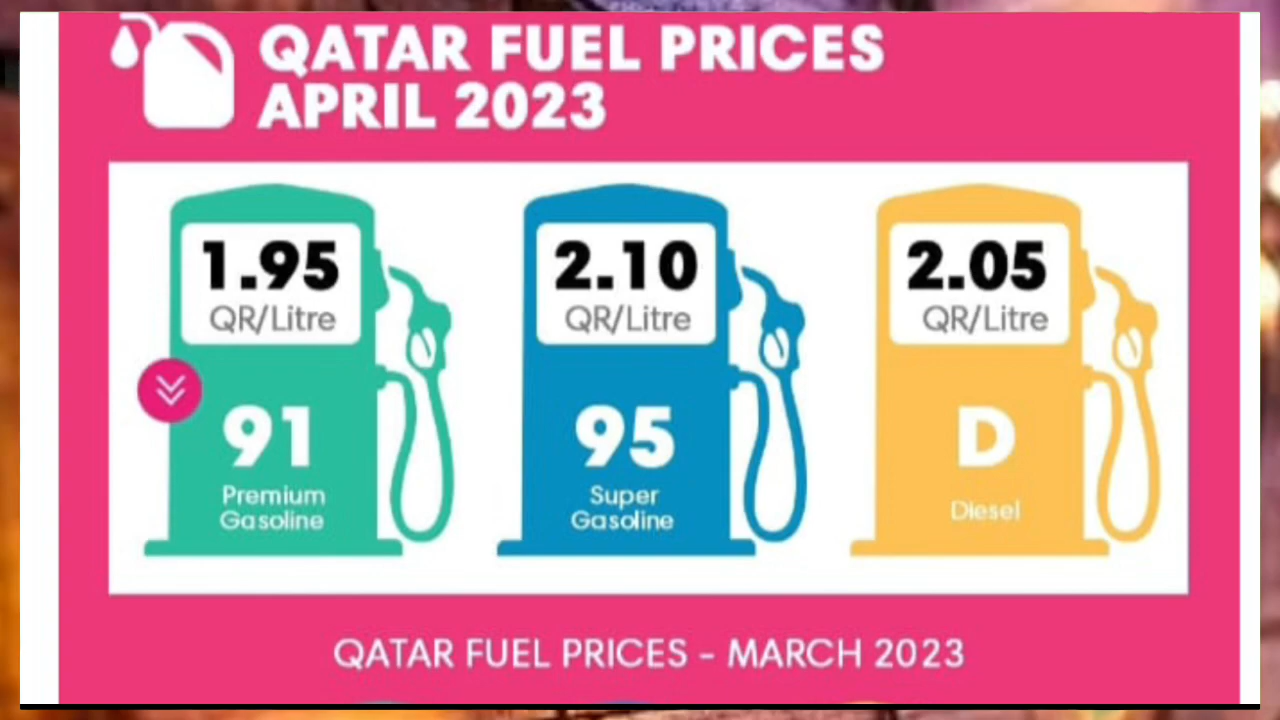 QATAR FUEL PRICES
APRIL 2023
1.95
QR/Litre
91
Premium
Gasoline
2.10
QR/Litre
95
Super
Gasoline
2.05
QR/Litre
D
Diesel
QATAR FUEL PRICES - MARCH 2023